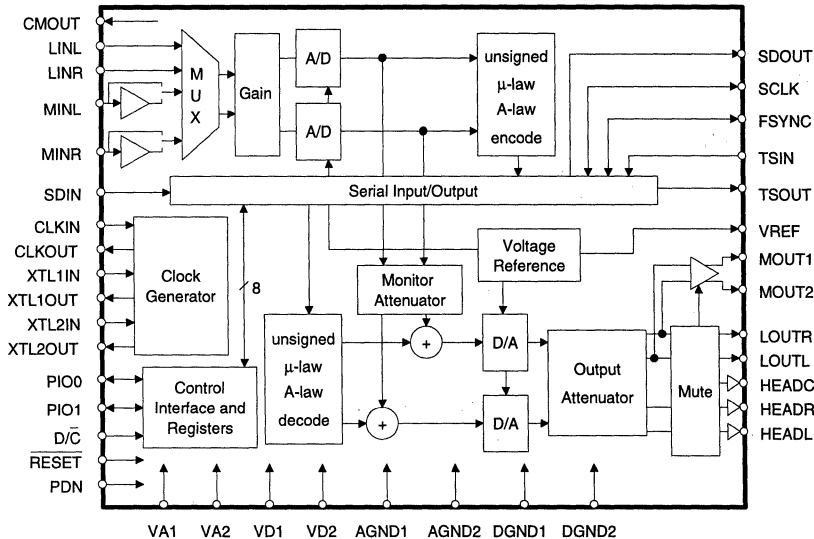 CMOUT
LINL
LINR
MINL
MINR
SDIN
CLKIN
CLKOUT
XTL1IN
XTL1OUT
XTL2IN
XTL2OUT
PIO0
PIO1
D/C̅
R̅E̅S̅E̅T̅
PDN
M
U
X
Gain
A/D
A/D
unsigned
μ-law
A-law
encode
Serial Input/Output
Clock
Generator
8
Voltage
Reference
Monitor
Attenuator
unsigned
μ-law
A-law
decode
+
+
D/A
D/A
Output
Attenuator
Mute
Control
Interface and
Registers
SDOUT
SCLK
FSYNC
TSIN
TSOUT
VREF
MOUT1
MOUT2
LOUTR
LOUTL
HEADC
HEADR
HEADL
VA1
VA2
VD1
VD2
AGND1
AGND2
DGND1
DGND2